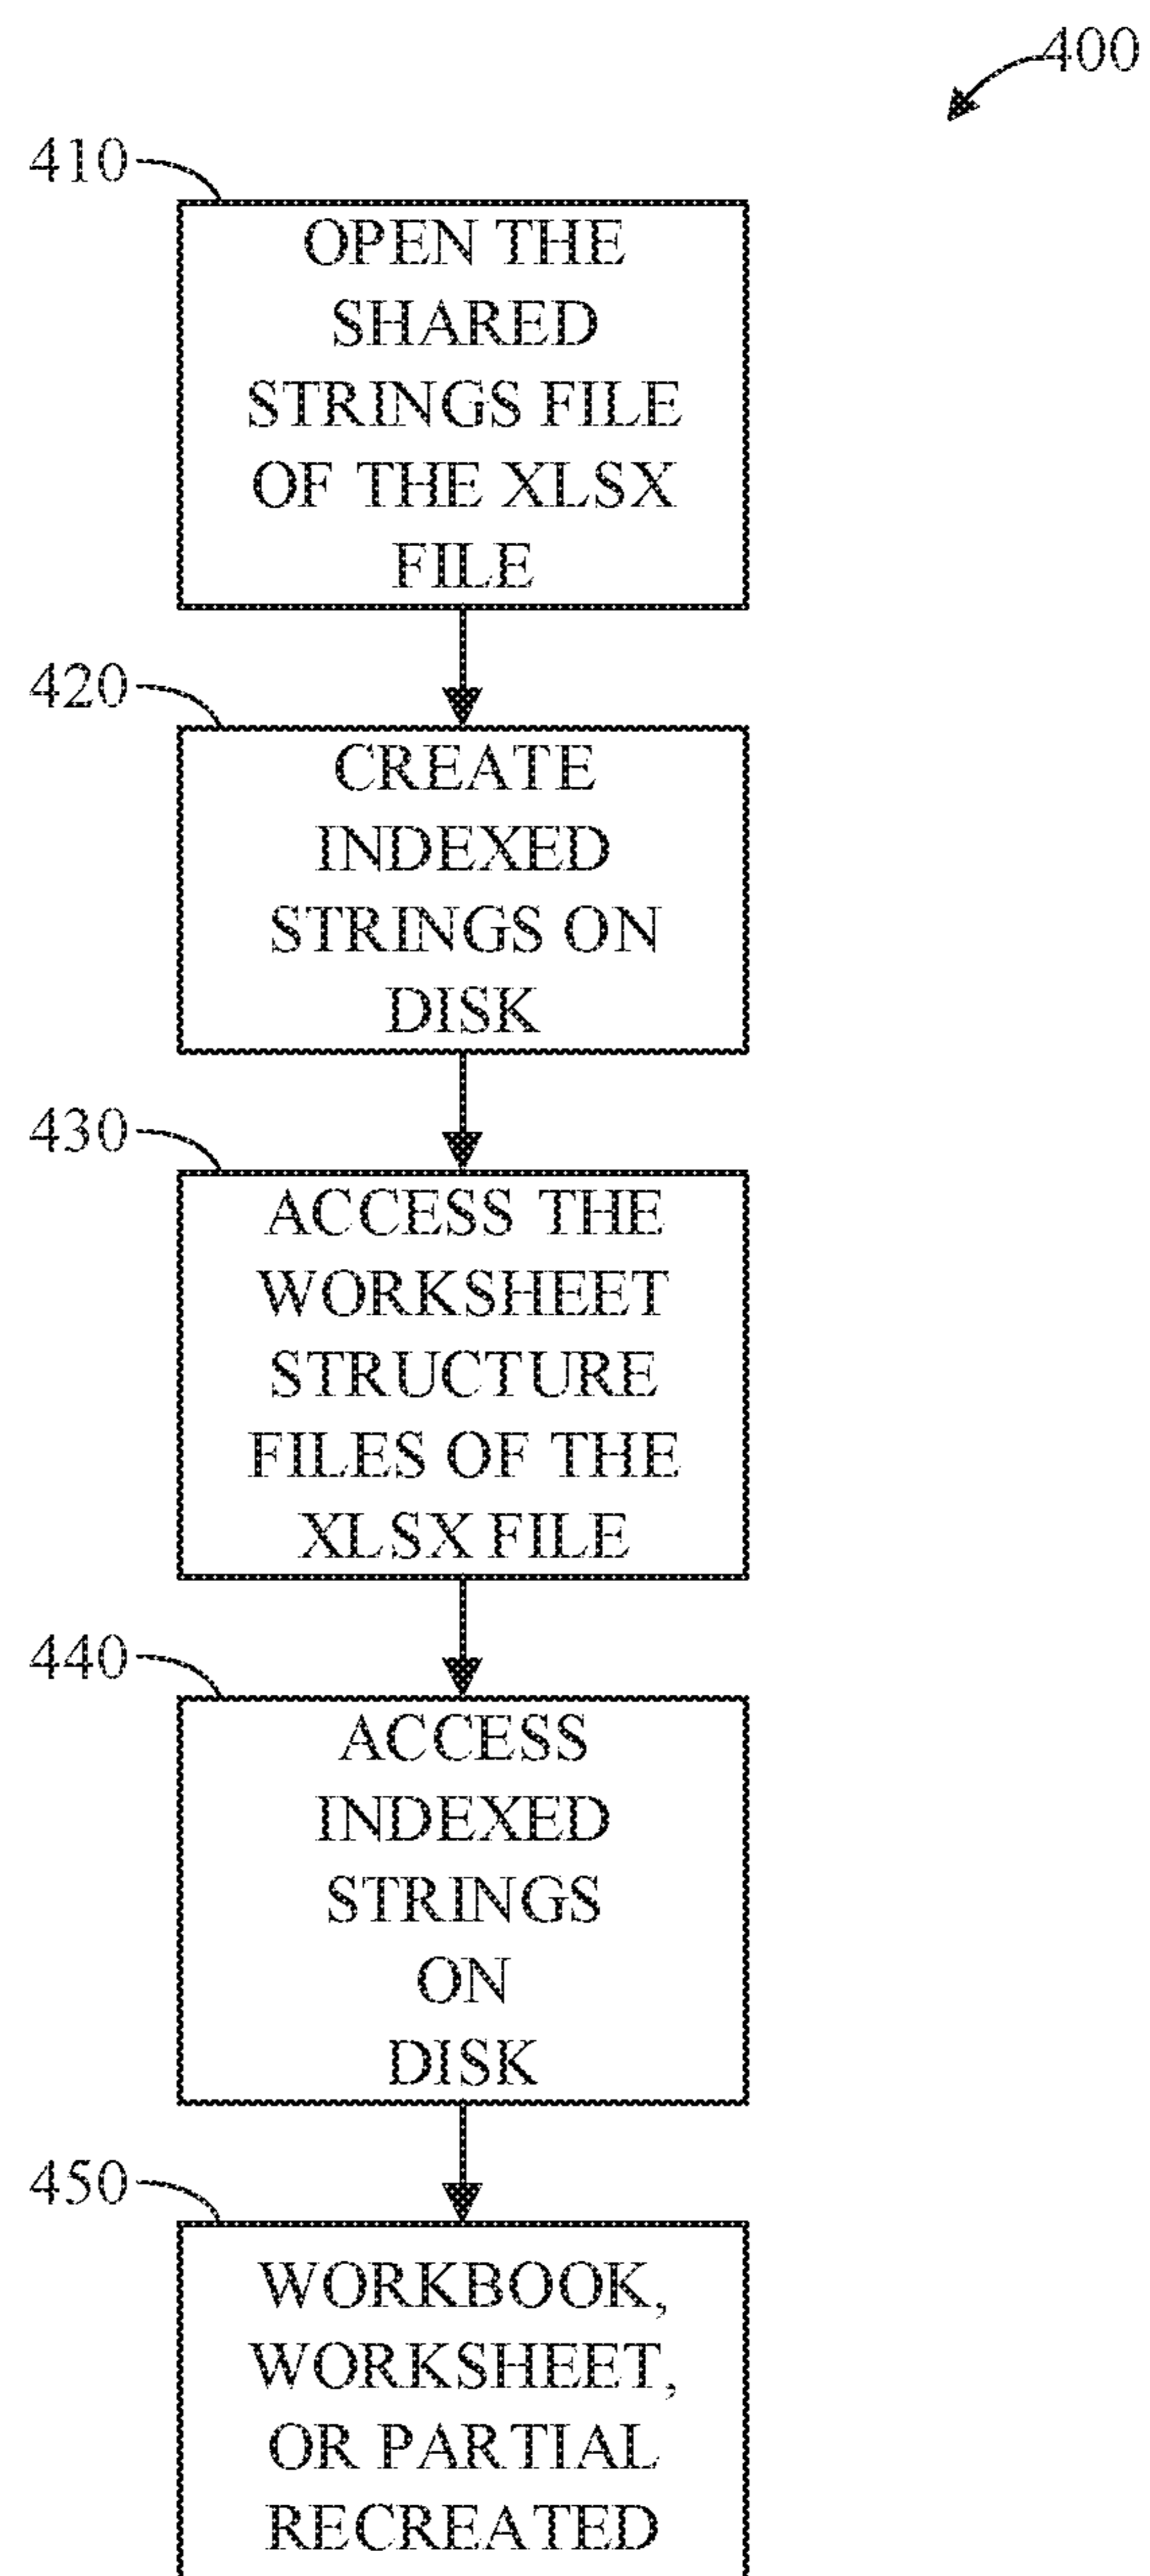 400
410
OPEN THE
SHARED
STRINGS FILE
OF THE XLSX
FILE
420
CREATE
INDEXED
STRINGS ON
DISK
430
ACCESS THE
WORKSHEET
STRUCTURE
FILES OF THE
XLSX FILE
440
ACCESS
INDEXED
STRINGS
ON
DISK
450
WORKBOOK,
WORKSHEET,
OR PARTIAL
RECREATED